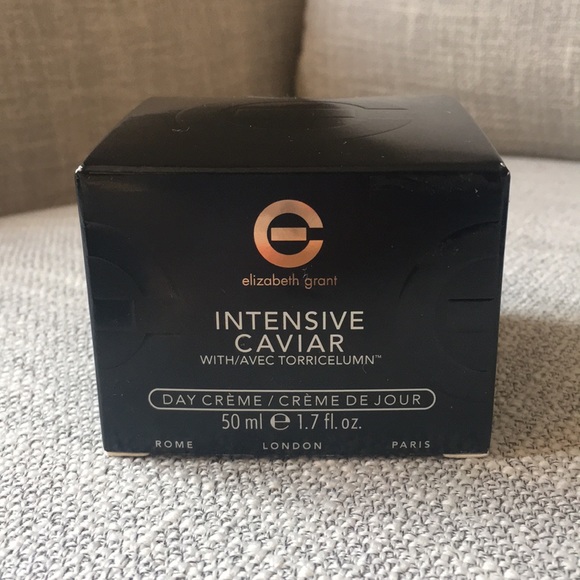 elizabeth grant
INTENSIVE
CAVIAR
WITH/AVEC TORRICELUMN™
DAY CRÈME / CRÈME DE JOUR
50 ml ℮ 1.7 fl. oz.
ROME LONDON PARIS